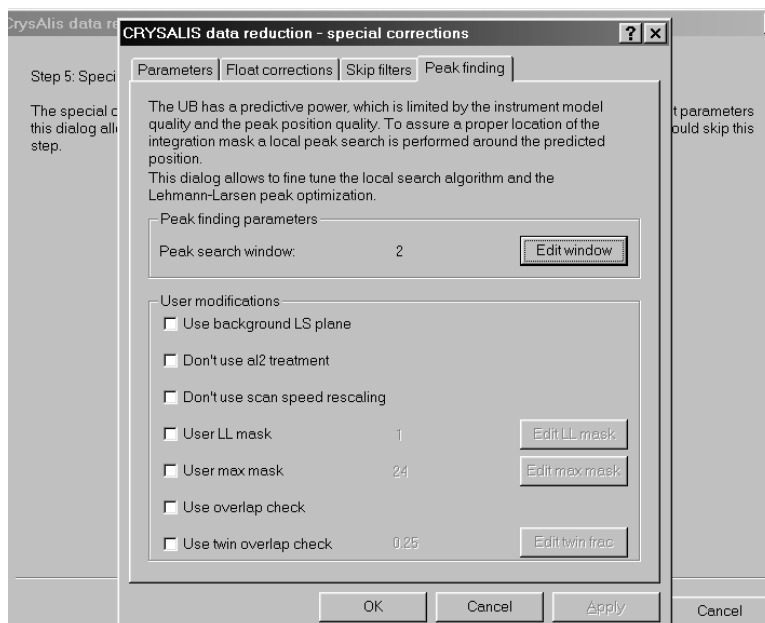 CrysAlis data re
CRYSALIS data reduction - special corrections
Step 5: Speci
The special c
this dialog all
step.
t parameters
ould skip this
Parameters Float corrections Skip filters Peak finding
The UB has a predictive power, which is limited by the instrument model
quality and the peak position quality. To assure a proper location of the
integration mask a local peak search is performed around the predicted
position.
This dialog allows to fine tune the local search algorithm and the
Lehmann-Larsen peak optimization.
Peak finding parameters
Peak search window: 2 Edit window
User modifications
Use background LS plane
Don't use al2 treatment
Don't use scan speed rescaling
User LL mask 1 Edit LL mask
User max mask 24 Edit max mask
Use overlap check
Use twin overlap check 0.25 Edit twin frac
OK Cancel Apply
Cancel